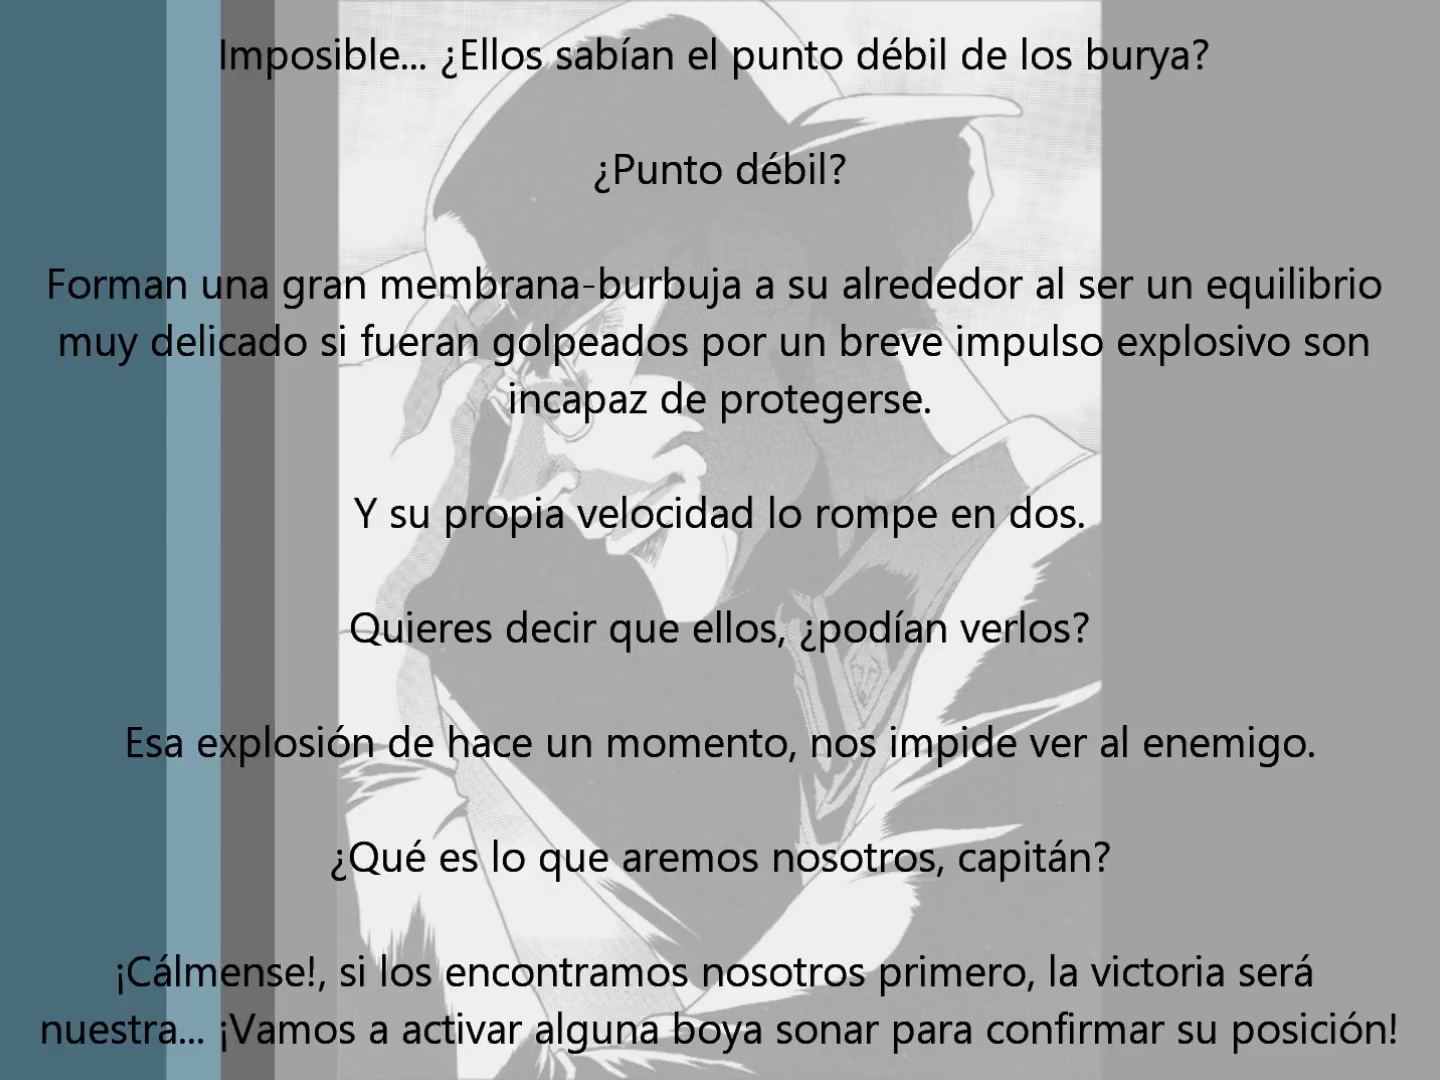 Imposible... ¿Ellos sabían el punto débil de los burya?
¿Punto débil?
Forman una gran membrana-burbuja a su alrededor al ser un equilibrio
muy delicado si fueran golpeados por un breve impulso explosivo son
incapaz de protegerse.
Y su propia velocidad lo rompe en dos.
Quieres decir que ellos, ¿podían verlos?
Esa explosión de hace un momento, nos impide ver al enemigo.
¿Qué es lo que aremos nosotros, capitán?
¡Cálmense!, si los encontramos nosotros primero, la victoria será
nuestra... ¡Vamos a activar alguna boya sonar para confirmar su posición!